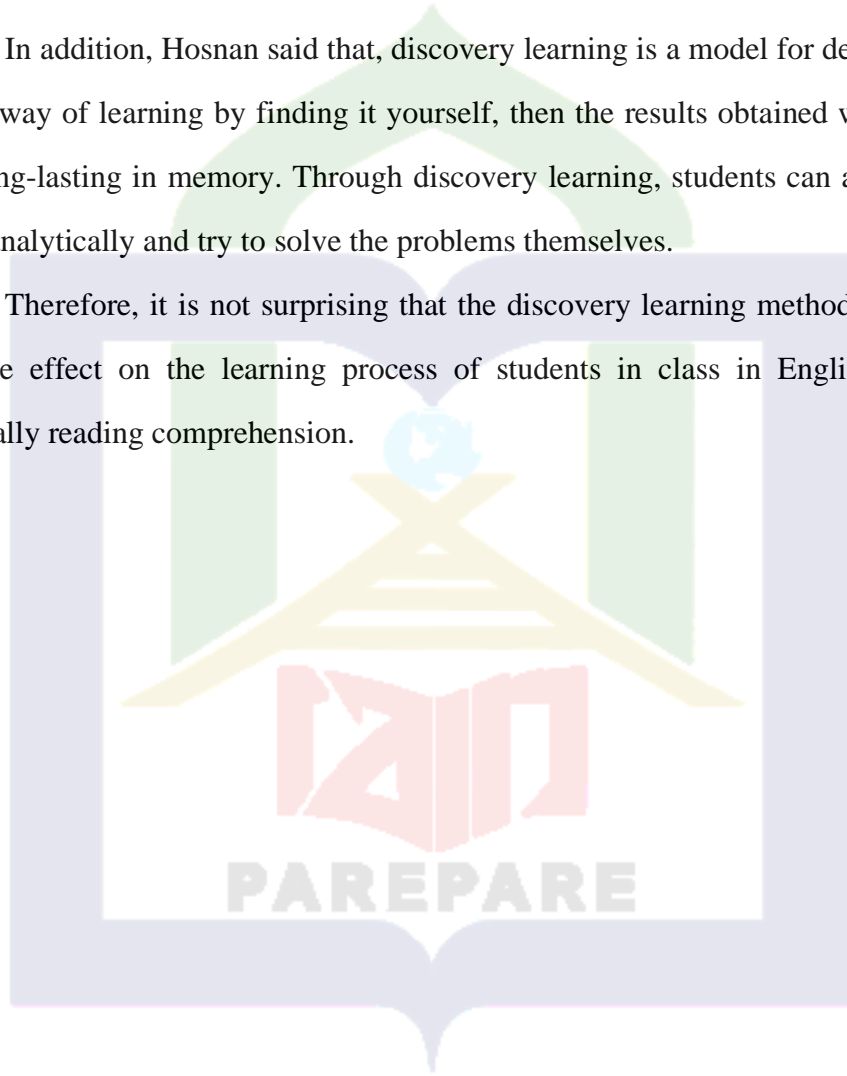 In addition, Hosnan said that, discovery learning is a model for de
way of learning by finding it yourself, then the results obtained
ng-lasting in memory. Through discovery learning, students can a
nalytically and try to solve the problems themselves.
Therefore, it is not surprising that the discovery learning method
e effect on the learning process of students in class in Engli
ally reading comprehension.
PAREPARE